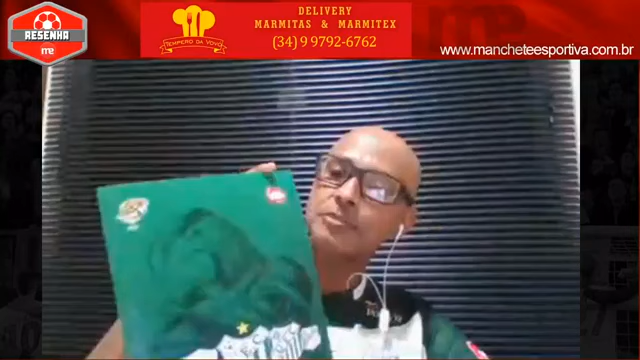 RESENHA
ME
TEMPERO DA VOVÓ
DELIVERY
MARMITAS & MARMITEX
(34) 9 9792-6762
www.mancheteesportiva.com.br